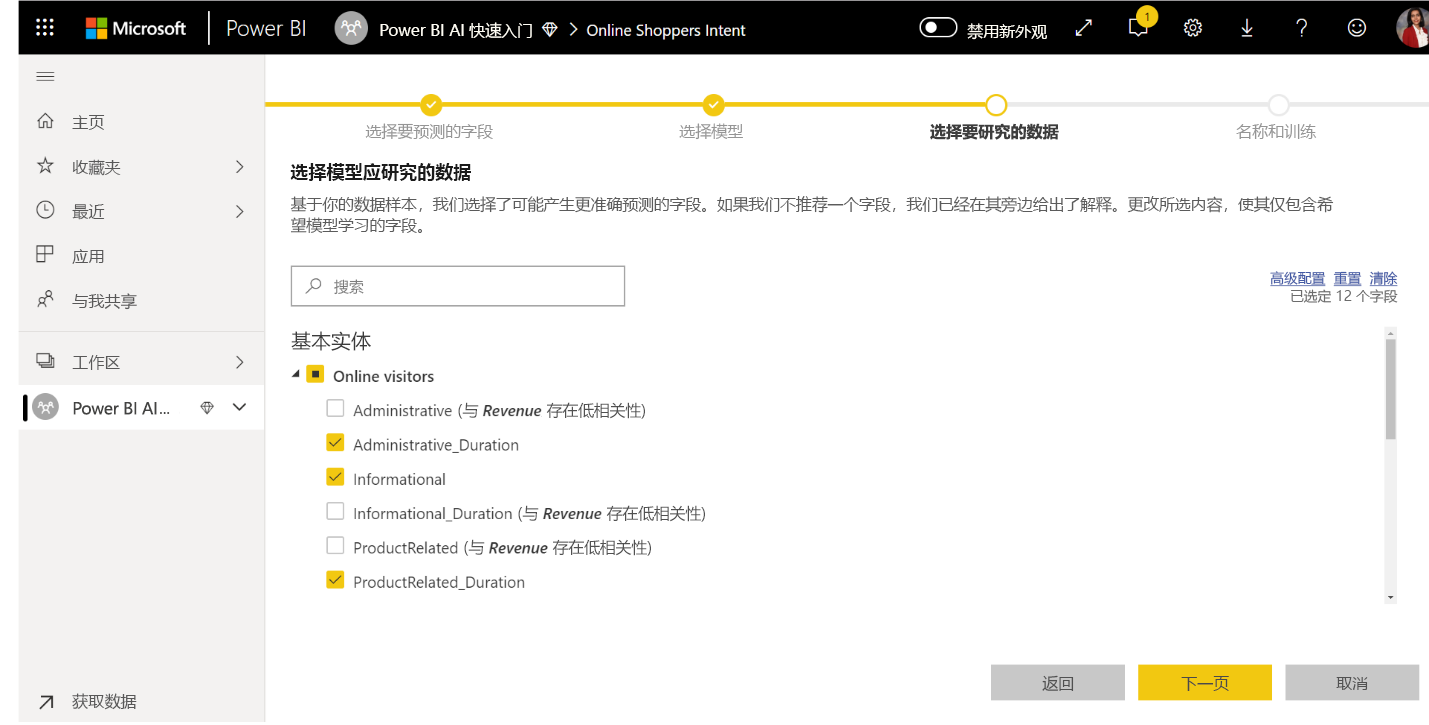 Microsoft Power BI Power BI AI 快速入门 > Online Shoppers Intent 禁用新外观 1 ?
主页
收藏夹
最近
应用
与我共享
工作区
Power BI AI...
获取数据
选择要预测的字段 选择模型 选择要研究的数据 名称和训练
选择模型应研究的数据
基于你的数据样本，我们选择了可能产生更准确预测的字段。如果我们不推荐一个字段，我们已经在其旁边给出了解释。更改所选内容，使其仅包含希
望模型学习的字段。
搜索
高级配置 重置 清除
已选定 12 个字段
基本实体
Online visitors
Administrative (与 Revenue 存在低相关性)
Administrative_Duration
Informational
Informational_Duration (与 Revenue 存在低相关性)
ProductRelated (与 Revenue 存在低相关性)
ProductRelated_Duration
返回 下一页 取消